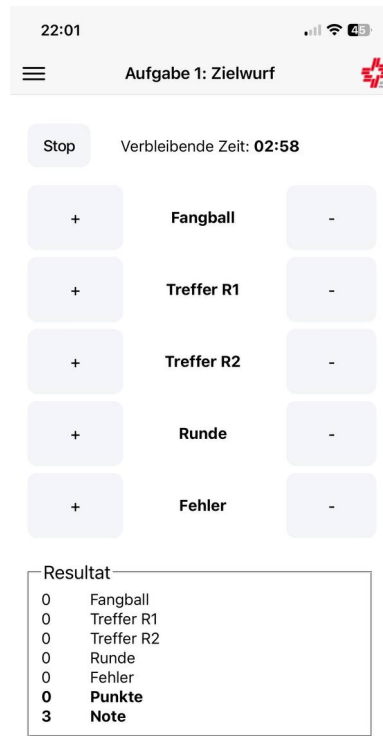 22:01 45
Aufgabe 1: Zielwurf
Stop Verbleibende Zeit: 02:58
+ Fangball -
+ Treffer R1 -
+ Treffer R2 -
+ Runde -
+ Fehler -
Resultat
0 Fangball
0 Treffer R1
0 Treffer R2
0 Runde
0 Fehler
0 Punkte
3 Note